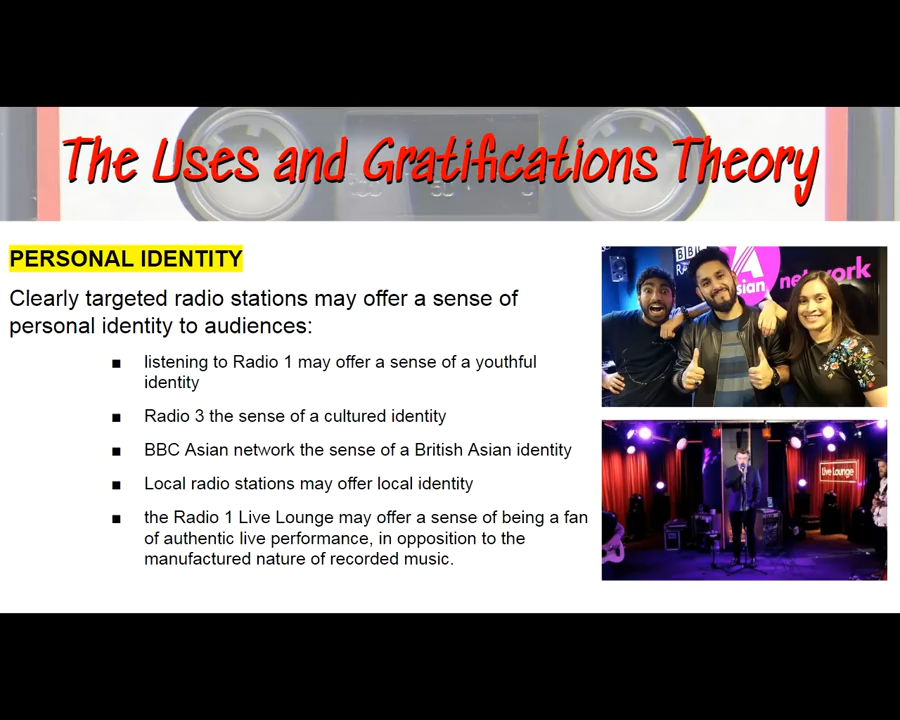 The Uses and Gratifications Theory
PERSONAL IDENTITY
Clearly targeted radio stations may offer a sense of
personal identity to audiences:
■ listening to Radio 1 may offer a sense of a youthful
identity
■ Radio 3 the sense of a cultured identity
■ BBC Asian network the sense of a British Asian identity
■ Local radio stations may offer local identity
■ the Radio 1 Live Lounge may offer a sense of being a fan
of authentic live performance, in opposition to the
manufactured nature of recorded music.
BBC
network
sian
Live Lounge